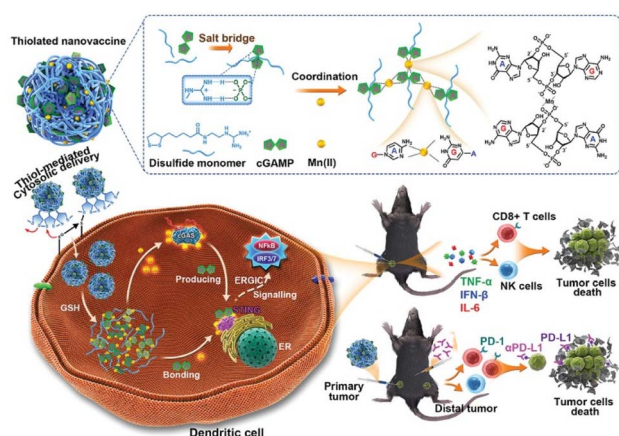 Thiolated nanovaccine
Salt bridge
Coordination
Disulfide monomer
cGAMP
Mn(II)
G
A
A
G
A
G
G
A
Mn
Thiol-mediated
Cytosolic delivery
GSH
cGAS
Producing
NFκB
IRF3/7
ERGIC
Signalling
STING
ER
Bonding
Dendritic cell
TNF-α
IFN-β
IL-6
CD8+ T cells
NK cells
Tumor cells
death
Primary
tumor
Distal tumor
PD-1
αPD-L1
PD-L1
Tumor cells
death